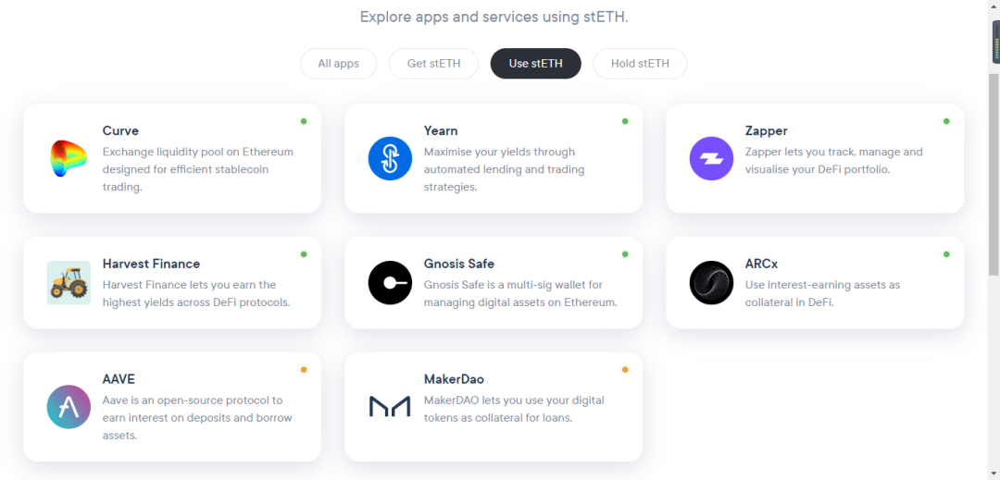 Explore apps and services using stETH.
All apps
Get stETH
Use stETH
Hold stETH
Curve
Exchange liquidity pool on Ethereum
designed for efficient stablecoin
trading.
Yearn
Maximise your yields through
automated lending and trading
strategies.
Zapper
Zapper lets you track, manage and
visualise your DeFi portfolio.
Harvest Finance
Harvest Finance lets you earn the
highest yields across DeFi protocols.
Gnosis Safe
Gnosis Safe is a multi-sig wallet for
managing digital assets on Ethereum.
ARCx
Use interest-earning assets as
collateral in DeFi.
AAVE
Aave is an open-source protocol to
earn interest on deposits and borrow
assets.
MakerDao
MakerDAO lets you use your digital
tokens as collateral for loans.